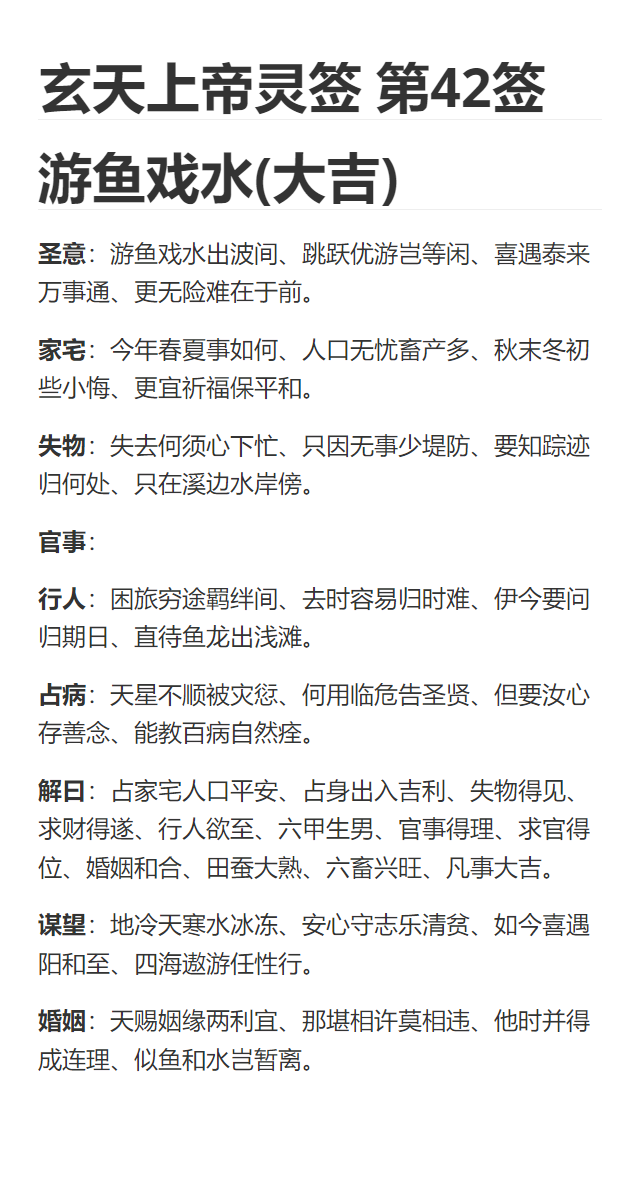 玄天上帝灵签 第42签
游鱼戏水(大吉)
圣意：游鱼戏水出波间、跳跃优游岂等闲、喜遇泰来
万事通、更无险难在于前。
家宅：今年春夏事如何、人口无忧畜产多、秋末冬初
些小悔、更宜祈福保平和。
失物：失去何须心下忙、只因无事少堤防、要知踪迹
归何处、只在溪边水岸傍。
官事：
行人：困旅穷途羁绊间、去时容易归时难、伊今要问
归期日、直待鱼龙出浅滩。
占病：天星不顺被灾愆、何用临危告圣贤、但要汝心
存善念、能教百病自然痊。
解曰：占家宅人口平安、占身出入吉利、失物得见、
求财得遂、行人欲至、六甲生男、官事得理、求官得
位、婚姻和合、田蚕大熟、六畜兴旺、凡事大吉。
谋望：地冷天寒水冰冻、安心守志乐清贫、如今喜遇
阳和至、四海遨游任性行。
婚姻：天赐姻缘两利宜、那堪相许莫相违、他时并得
成连理、似鱼和水岂暂离。